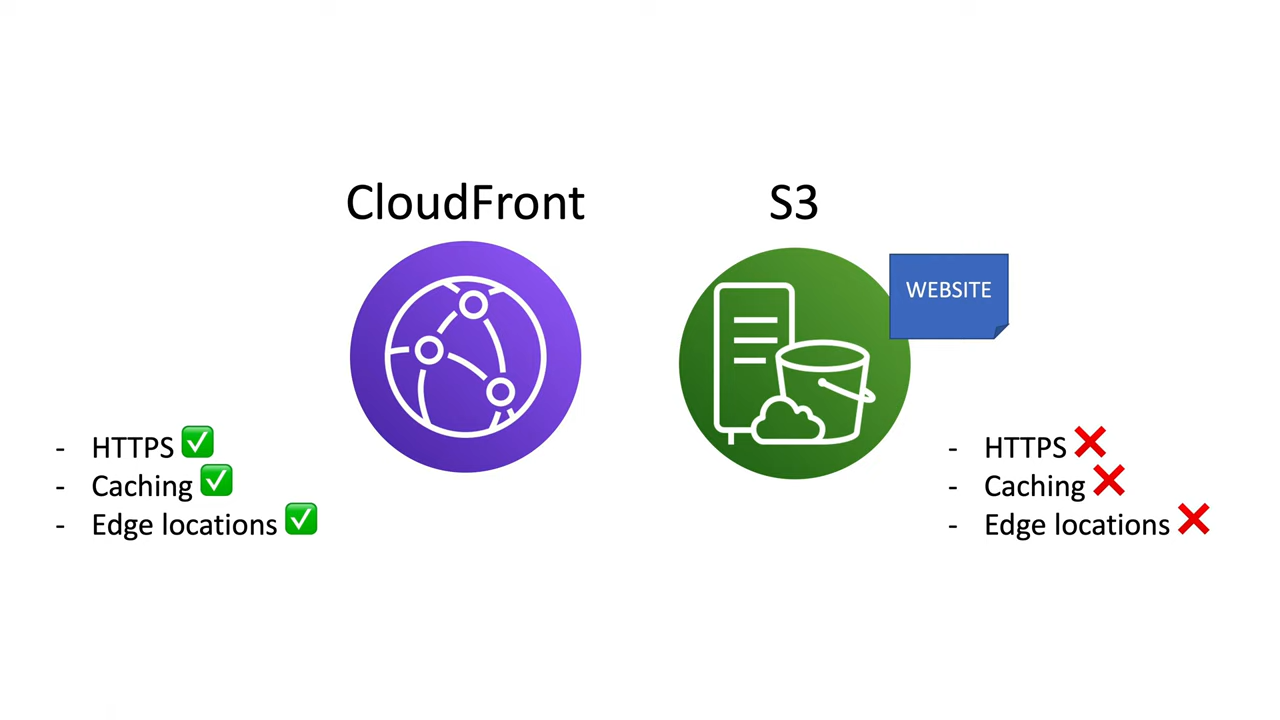 CloudFront
S3
WEBSITE
- HTTPS ✅
- Caching ✅
- Edge locations ✅
- HTTPS ❌
- Caching ❌
- Edge locations ❌